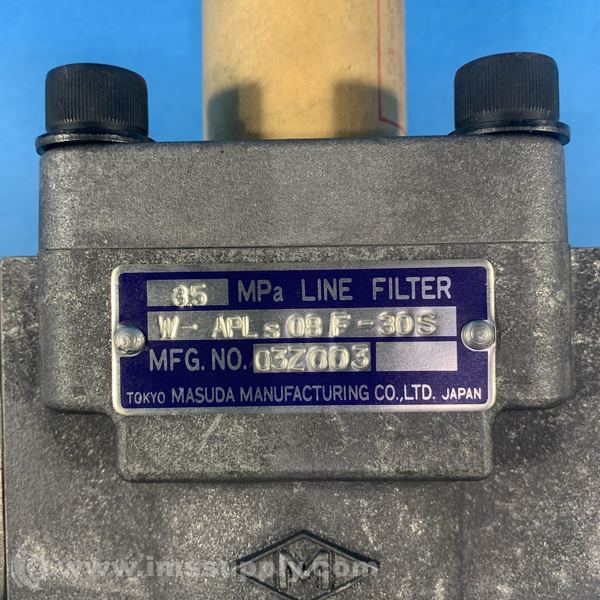 35 MPa LINE FILTER
W-APLs08F-30S
MFG. NO. 03Z003
TOKYO MASUDA MANUFACTURING CO.,LTD. JAPAN
M
www.imssupply.com